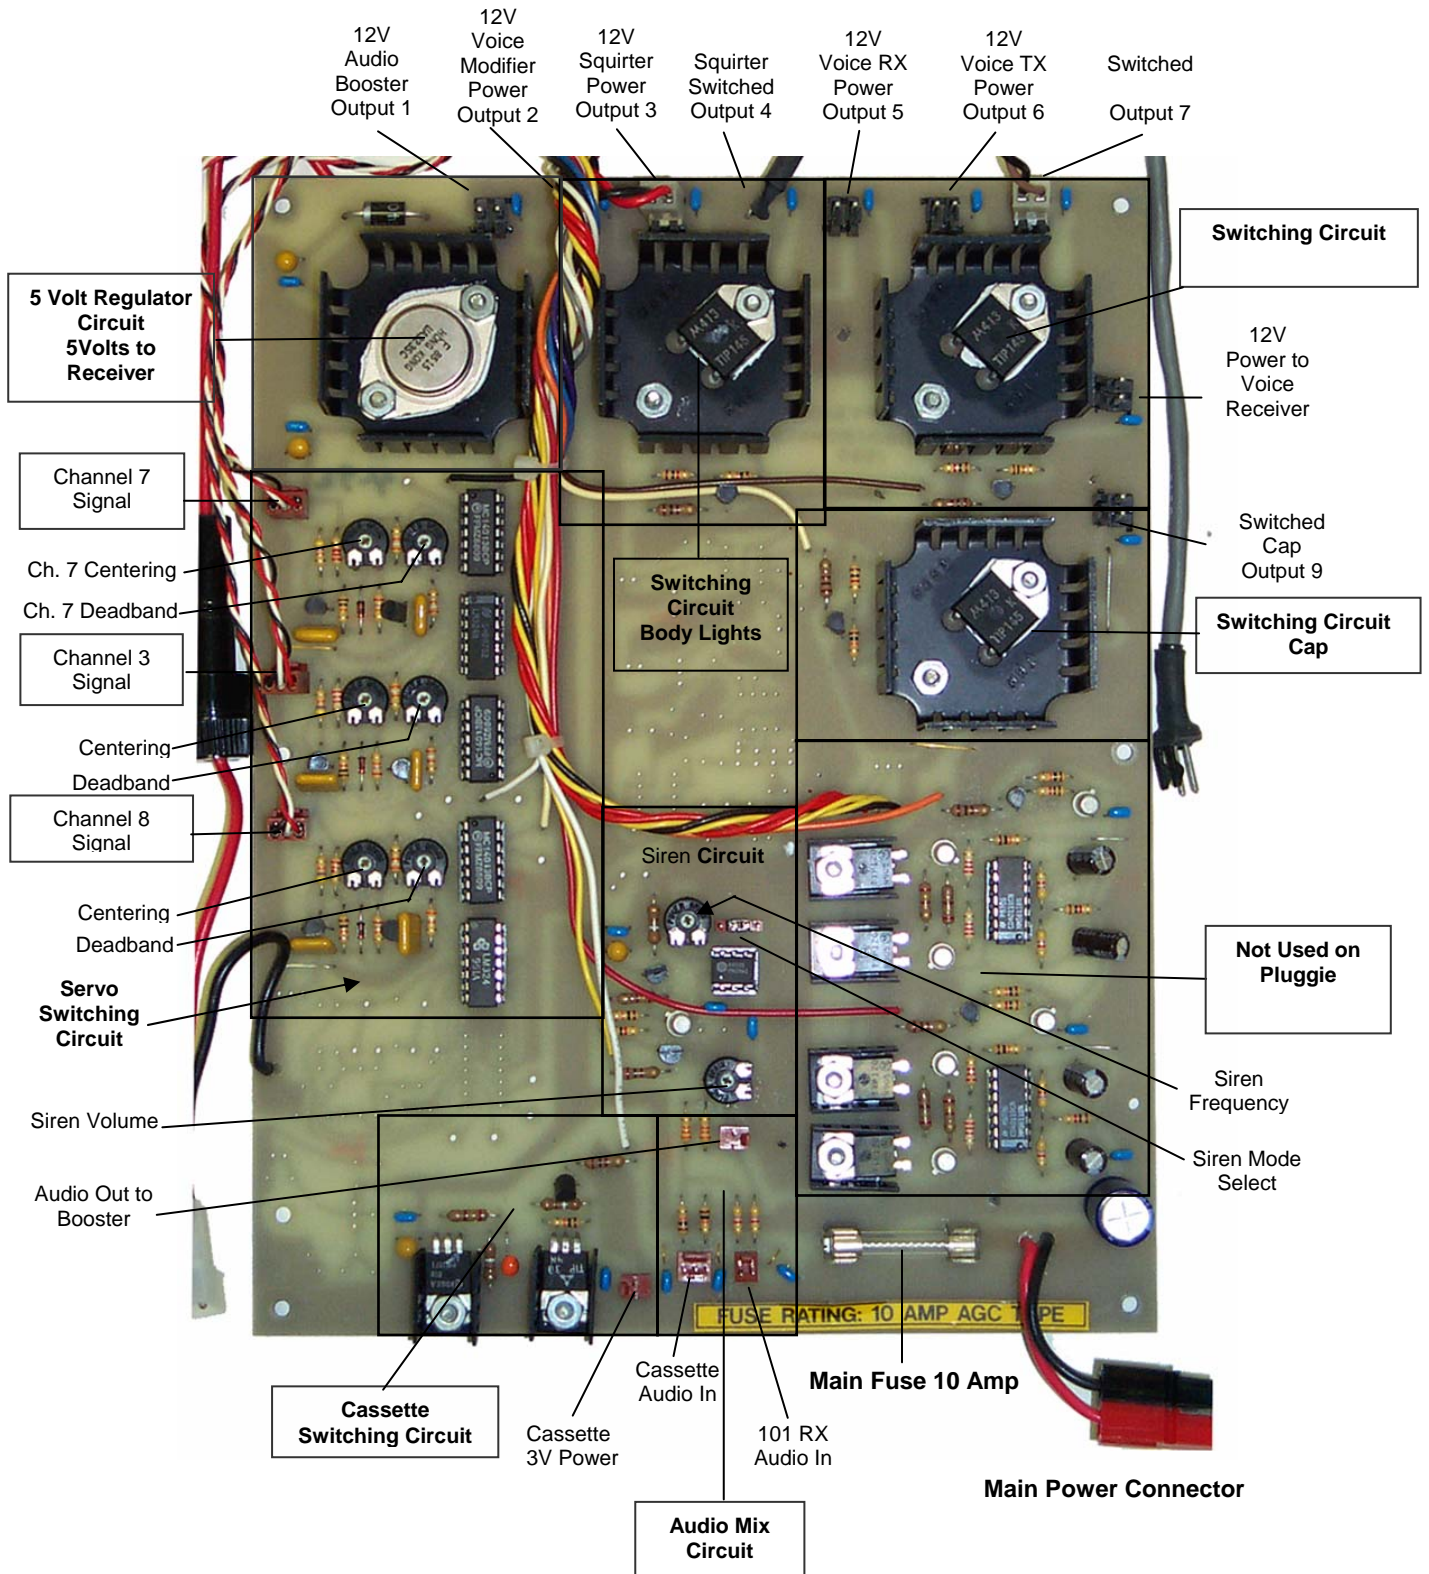 12V
Audio
Booster
Output 1
12V
Voice
Modifier
Power
Output 2
12V
Squirter
Power
Output 3
Squirter
Switched
Output 4
12V
Voice RX
Power
Output 5
12V
Voice TX
Power
Output 6
Switched
Output 7
Switching Circuit
5 Volt Regulator
Circuit
5Volts to
Receiver
12V
Power to
Voice
Receiver
Channel 7
Signal
Ch. 7 Centering
Ch. 7 Deadband
Channel 3
Signal
Centering
Deadband
Channel 8
Signal
Centering
Deadband
Servo
Switching
Circuit
Switching
Circuit
Body Lights
Switched
Cap
Output 9
Switching Circuit
Cap
Siren Circuit
Not Used on
Pluggie
Siren
Frequency
Siren Mode
Select
Siren Volume
Audio Out to
Booster
HONG KONG
TIP145
TIP145
TIP145
LM324
FUSE RATING: 10 AMP AGC TYPE
Cassette
Switching Circuit
Cassette
3V Power
Cassette
Audio In
101 RX
Audio In
Main Fuse 10 Amp
Main Power Connector
Audio Mix
Circuit